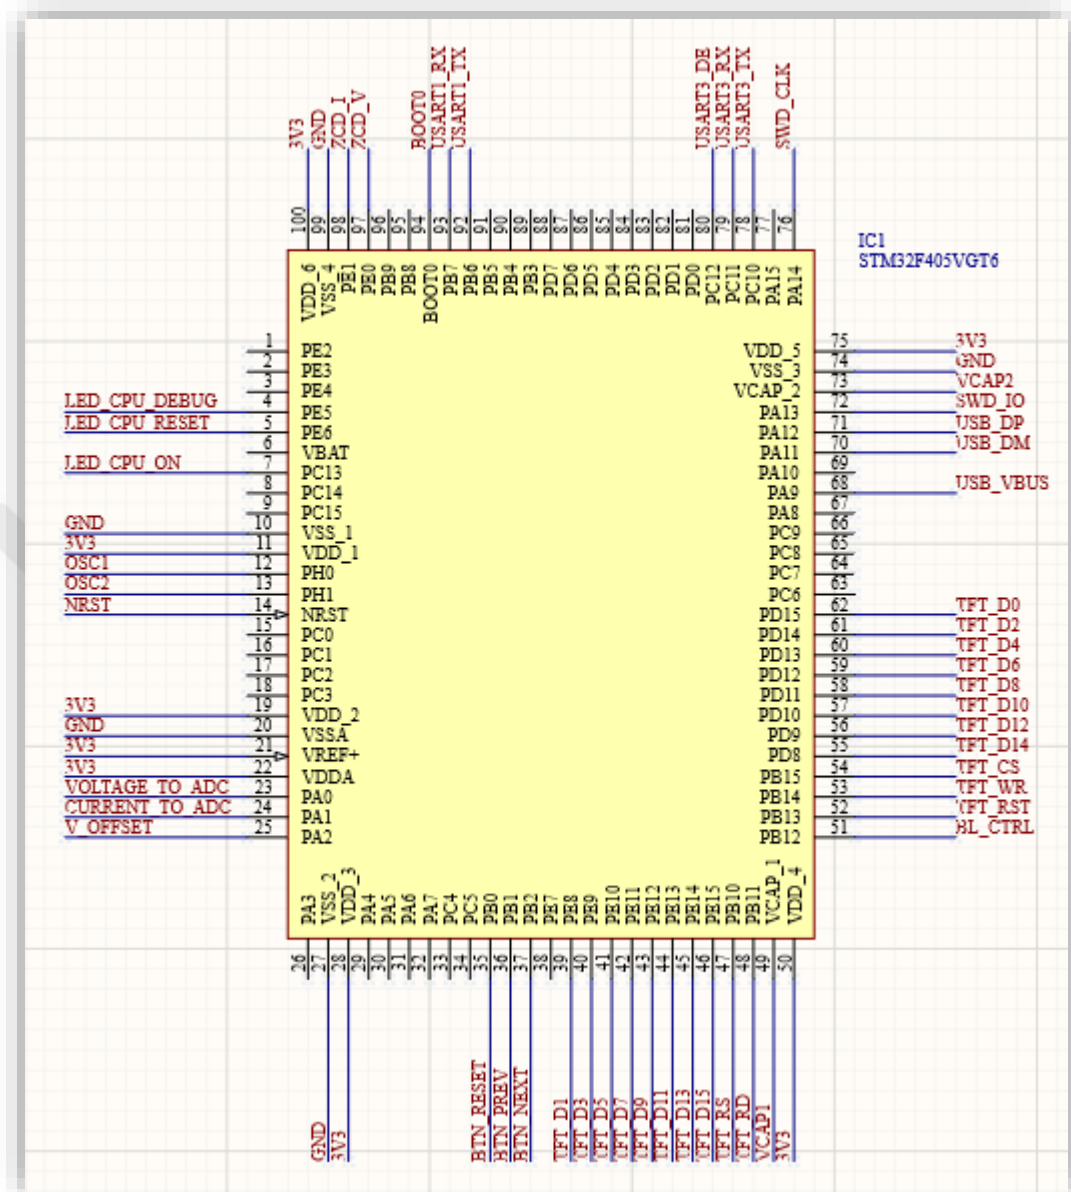 3V3
GND
ZCD_I
ZCD_V
BOOT0
USART1_RX
USART1_TX
USART3_DE
USART3_RX
USART3_TX
SWD_CLK
100
99
98
97
96
95
94
93
92
91
90
89
88
87
86
85
84
83
82
81
80
79
78
77
76
IC1
STM32F405VGT6
VDD_6
VSS_4
PE1
PE0
PB9
PB8
BOOT0
PB7
PB6
PB5
PB4
PB3
PD7
PD6
PD5
PD4
PD3
PD2
PD1
PD0
PC12
PC11
PC10
PA15
PA14
1 PE2
2 PE3
3 PE4
LED_CPU_DEBUG 4 PE5
LED_CPU_RESET 5 PE6
6 VBAT
LED_CPU_ON 7 PC13
8 PC14
9 PC15
GND 10 VSS_1
3V3 11 VDD_1
OSC1 12 PH0
OSC2 13 PH1
NRST 14 NRST
15 PC0
16 PC1
17 PC2
18 PC3
3V3 19 VDD_2
GND 20 VSSA
3V3 21 VREF+
3V3 22 VDDA
VOLTAGE_TO_ADC 23 PA0
CURRENT_TO_ADC 24 PA1
V_OFFSET 25 PA2
VDD_5 75 3V3
VSS_3 74 GND
VCAP_2 73 VCAP2
PA13 72 SWD_IO
PA12 71 USB_DP
PA11 70 USB_DM
PA10 69
PA9 68 USB_VBUS
PA8 67
PC9 66
PC8 65
PC7 64
PC6 63
PD15 62 TFT_D0
PD14 61 TFT_D2
PD13 60 TFT_D4
PD12 59 TFT_D6
PD11 58 TFT_D8
PD10 57 TFT_D10
PD9 56 TFT_D12
PD8 55 TFT_D14
PB15 54 TFT_CS
PB14 53 TFT_WR
PB13 52 TFT_RST
PB12 51 BL_CTRL
PA3
VSS_2
VDD_3
PA4
PA5
PA6
PA7
PC4
PC5
PB0
PB1
PB2
PE7
PE8
PE9
PE10
PE11
PE12
PE13
PE14
PE15
PB10
PB11
VCAP_1
VDD_4
26
27
28
29
30
31
32
33
34
35
36
37
38
39
40
41
42
43
44
45
46
47
48
49
50
GND
3V3
BTN_RESET
BTN_PREV
BTN_NEXT
TFT_D1
TFT_D3
TFT_D5
TFT_D7
TFT_D9
TFT_D11
TFT_D13
TFT_D15
TFT_RS
TFT_RD
VCAP1
3V3